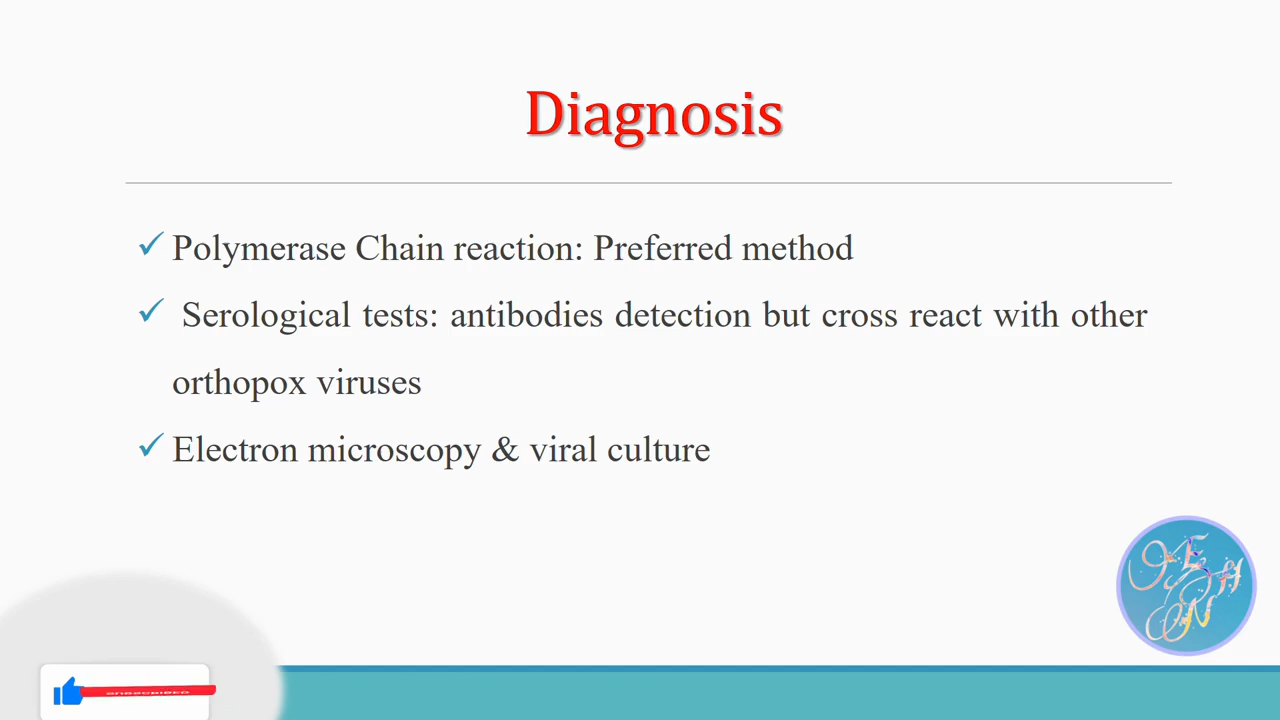 Diagnosis
✓ Polymerase Chain reaction: Preferred method
✓ Serological tests: antibodies detection but cross react with other
orthopox viruses
✓ Electron microscopy & viral culture